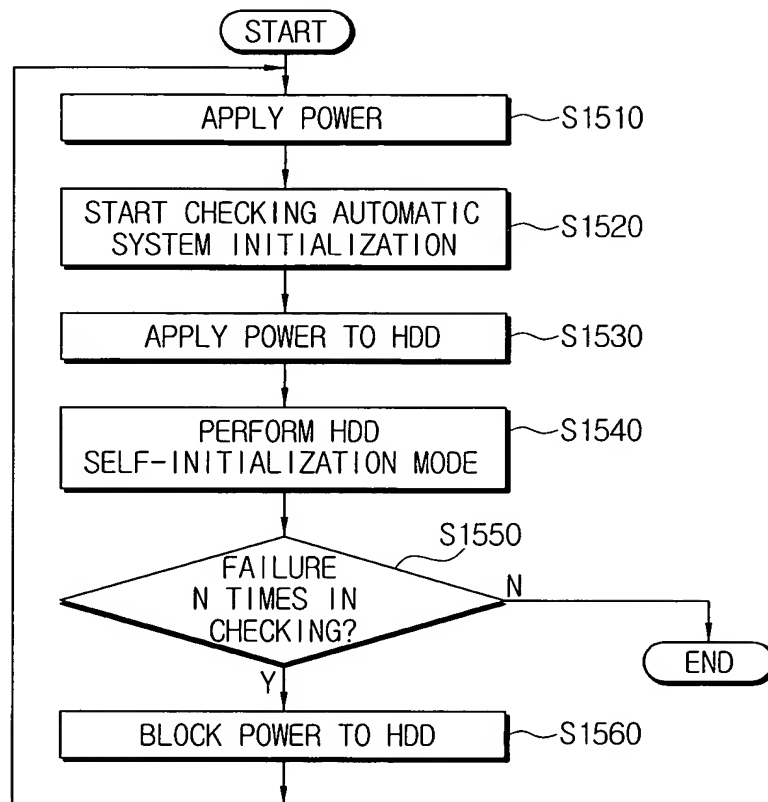 START
APPLY POWER
S1510
START CHECKING AUTOMATIC
SYSTEM INITIALIZATION
S1520
APPLY POWER TO HDD
S1530
PERFORM HDD
SELF-INITIALIZATION MODE
S1540
S1550
FAILURE
N TIMES IN
CHECKING?
N
END
Y
BLOCK POWER TO HDD
S1560